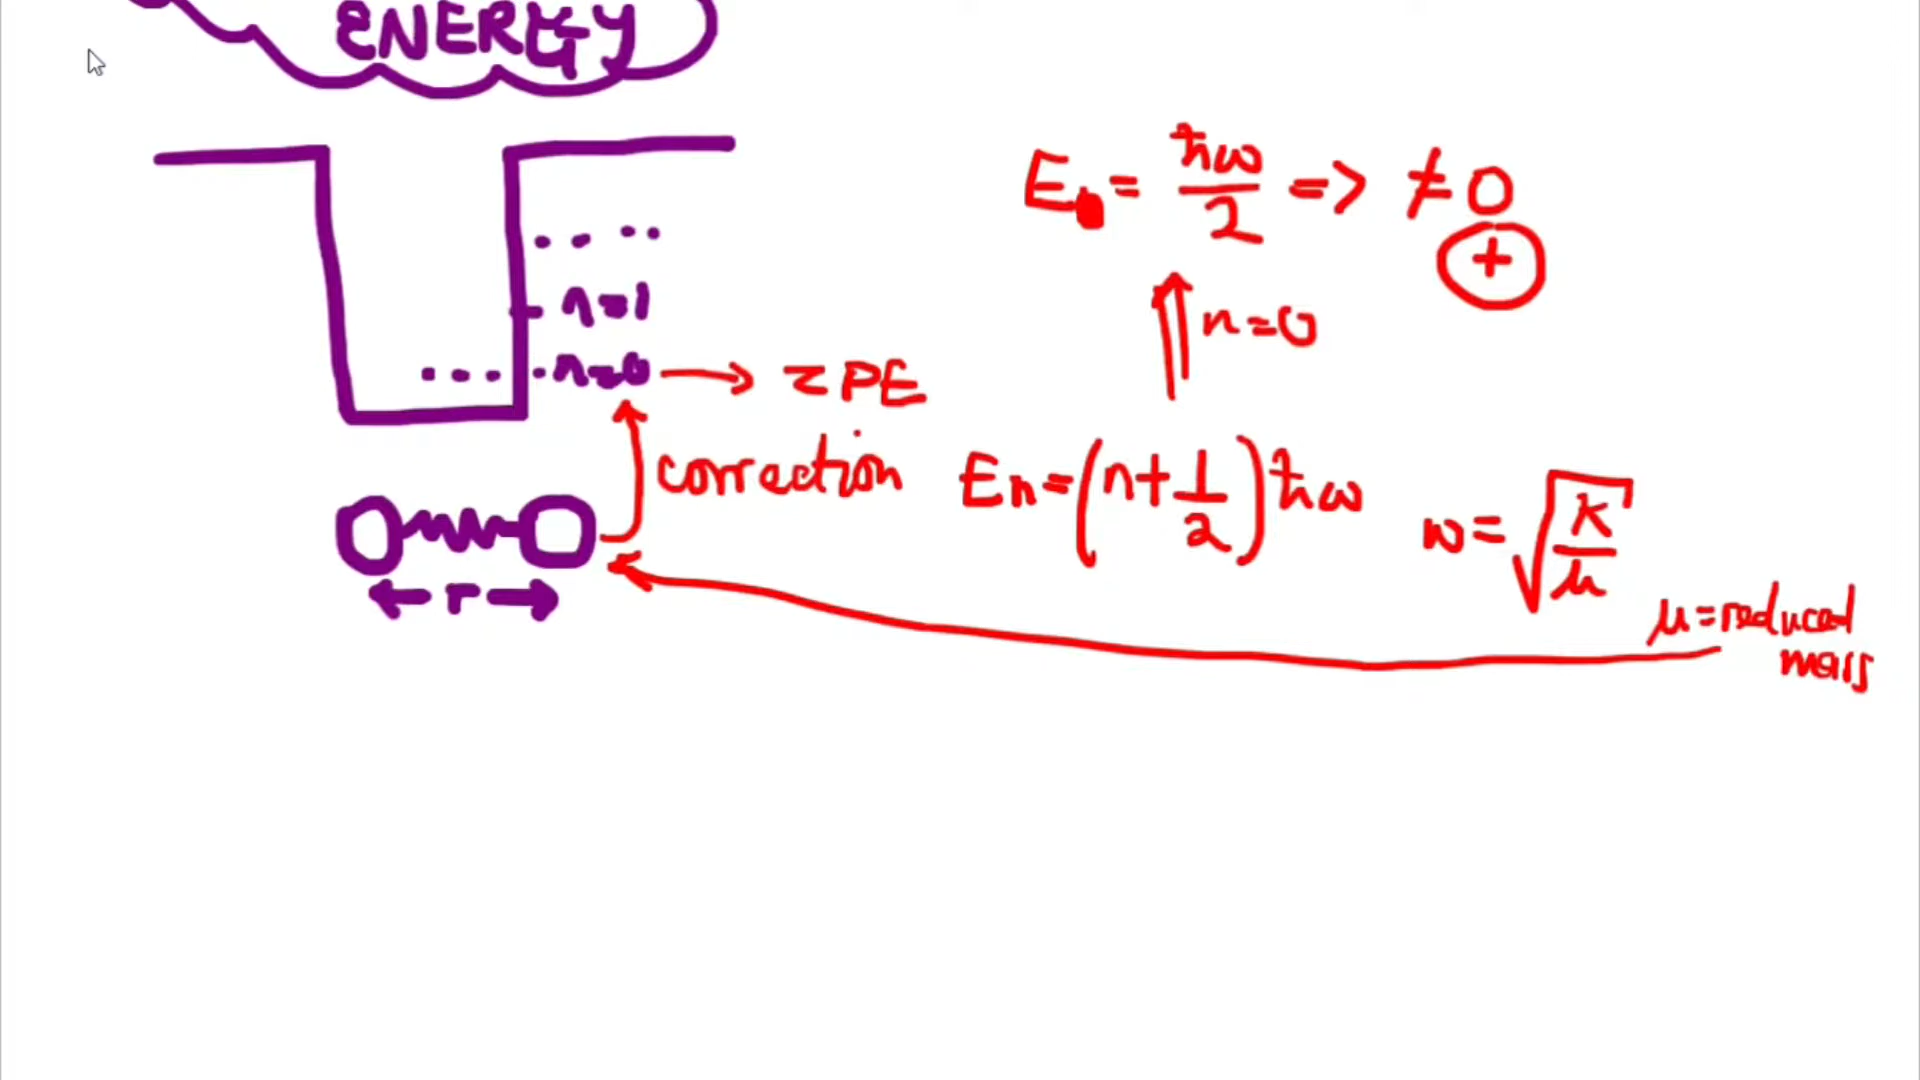 ENERGY
E0 = ħω/2 => ≠ 0
+
n=0
.... n=1
.... n=0 → ZPE
correction
En = (n + 1/2) ħω
ω = √(k/μ)
← r →
μ = reduced
mass